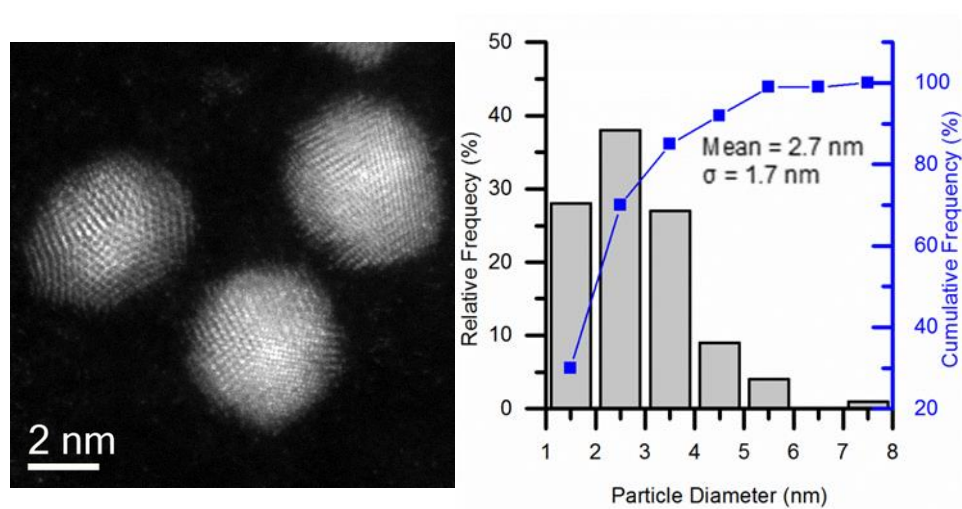 2 nm
50
40
30
20
10
0
Relative Frequecy (%)
Mean = 2.7 nm
σ = 1.7 nm
100
80
60
40
20
Cumulative Frequency (%)
1 2 3 4 5 6 7 8
Particle Diameter (nm)